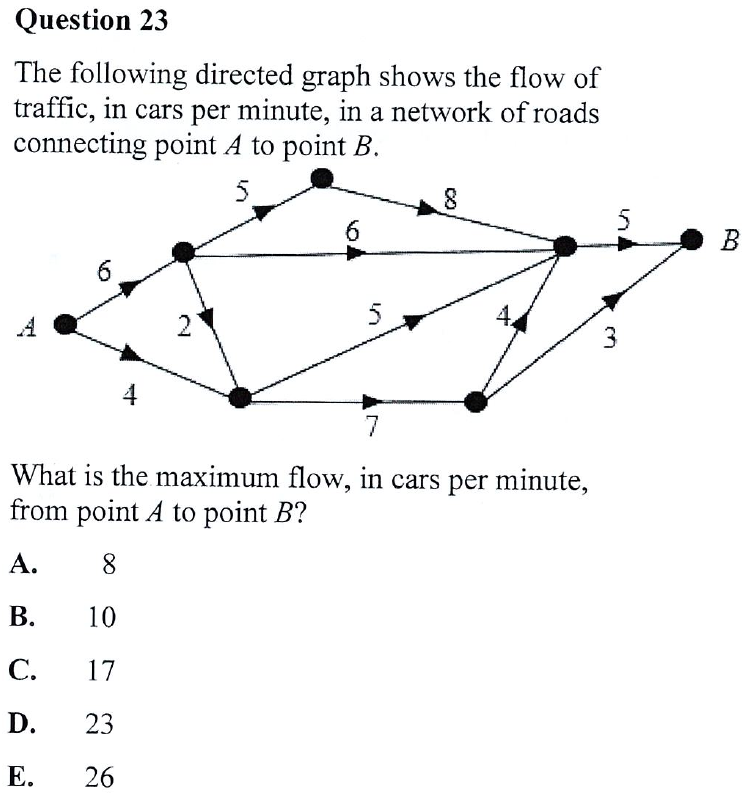 Question 23
The following directed graph shows the flow of
traffic, in cars per minute, in a network of roads
connecting point A to point B.
5
8
6
5
B
6
A
2
5
4
3
4
7
What is the maximum flow, in cars per minute,
from point A to point B?
A. 8
B. 10
C. 17
D. 23
E. 26